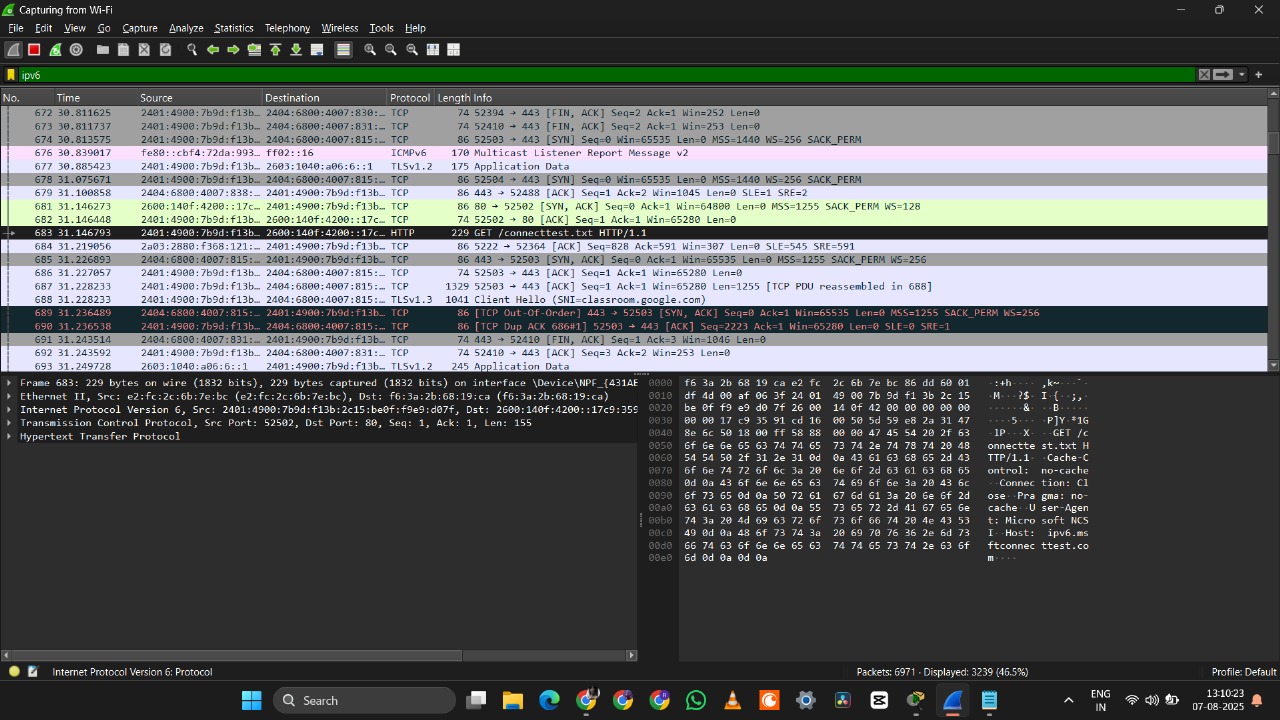 Capturing from Wi-Fi
File Edit View Go Capture Analyze Statistics Telephony Wireless Tools Help
ipv6
No. Time Source Destination Protocol Length Info
672 30.811625 2401:4900:7b9d:f13b… 2404:6800:4007:830:… TCP 74 52394 → 443 [FIN, ACK] Seq=2 Ack=1 Win=252 Len=0
673 30.811737 2401:4900:7b9d:f13b… 2404:6800:4007:831:… TCP 74 52410 → 443 [FIN, ACK] Seq=2 Ack=1 Win=253 Len=0
674 30.813575 2401:4900:7b9d:f13b… 2404:6800:4007:815:… TCP 86 52503 → 443 [SYN] Seq=0 Win=65535 Len=0 MSS=1440 WS=256 SACK_PERM
676 30.839017 fe80::cbf4:72da:993… ff02::16 ICMPv6 170 Multicast Listener Report Message v2
677 30.885423 2401:4900:7b9d:f13b… 2603:1040:a06:6::1 TLSv1.2 175 Application Data
678 31.075671 2401:4900:7b9d:f13b… 2404:6800:4007:815:… TCP 86 52504 → 443 [SYN] Seq=0 Win=65535 Len=0 MSS=1440 WS=256 SACK_PERM
679 31.100858 2404:6800:4007:838:… 2401:4900:7b9d:f13b… TCP 86 443 → 52488 [ACK] Seq=1 Ack=2 Win=1045 Len=0 SLE=1 SRE=2
681 31.146273 2600:140f:4200::17c… 2401:4900:7b9d:f13b… TCP 86 80 → 52502 [SYN, ACK] Seq=0 Ack=1 Win=64800 Len=0 MSS=1255 SACK_PERM WS=128
682 31.146448 2401:4900:7b9d:f13b… 2600:140f:4200::17c… TCP 74 52502 → 80 [ACK] Seq=1 Ack=1 Win=65280 Len=0
683 31.146793 2401:4900:7b9d:f13b… 2600:140f:4200::17c… HTTP 229 GET /connecttest.txt HTTP/1.1
684 31.219056 2a03:2880:f368:121:… 2401:4900:7b9d:f13b… TCP 86 5222 → 52364 [ACK] Seq=828 Ack=591 Win=307 Len=0 SLE=545 SRE=591
685 31.226893 2404:6800:4007:815:… 2401:4900:7b9d:f13b… TCP 86 443 → 52503 [SYN, ACK] Seq=0 Ack=1 Win=65535 Len=0 MSS=1255 SACK_PERM WS=256
686 31.227057 2401:4900:7b9d:f13b… 2404:6800:4007:815:… TCP 74 52503 → 443 [ACK] Seq=1 Ack=1 Win=65280 Len=0
687 31.228233 2401:4900:7b9d:f13b… 2404:6800:4007:815:… TCP 1329 52503 → 443 [ACK] Seq=1 Ack=1 Win=65280 Len=1255 [TCP PDU reassembled in 688]
688 31.228233 2401:4900:7b9d:f13b… 2404:6800:4007:815:… TLSv1.3 1041 Client Hello (SNI=classroom.google.com)
689 31.236489 2404:6800:4007:815:… 2401:4900:7b9d:f13b… TCP 86 [TCP Out-Of-Order] 443 → 52503 [SYN, ACK] Seq=0 Ack=1 Win=65535 Len=0 MSS=1255 SACK_PERM WS=256
690 31.236538 2401:4900:7b9d:f13b… 2404:6800:4007:815:… TCP 86 [TCP Dup ACK 686#1] 52503 → 443 [ACK] Seq=2223 Ack=1 Win=65280 Len=0 SLE=0 SRE=1
691 31.243514 2404:6800:4007:831:… 2401:4900:7b9d:f13b… TCP 74 443 → 52410 [FIN, ACK] Seq=1 Ack=3 Win=1046 Len=0
692 31.243592 2401:4900:7b9d:f13b… 2404:6800:4007:831:… TCP 74 52410 → 443 [ACK] Seq=3 Ack=2 Win=253 Len=0
693 31.249728 2603:1040:a06:6::1 2401:4900:7b9d:f13b… TLSv1.2 245 Application Data
Frame 683: 229 bytes on wire (1832 bits), 229 bytes captured (1832 bits) on interface \Device\NPF_{431AE
Ethernet II, Src: e2:fc:2c:6b:7e:bc (e2:fc:2c:6b:7e:bc), Dst: f6:3a:2b:68:19:ca (f6:3a:2b:68:19:ca)
Internet Protocol Version 6, Src: 2401:4900:7b9d:f13b:2c15:be0f:f9e9:d07f, Dst: 2600:140f:4200::17c9:359
Transmission Control Protocol, Src Port: 52502, Dst Port: 80, Seq: 1, Ack: 1, Len: 155
Hypertext Transfer Protocol
0000 f6 3a 2b 68 19 ca e2 fc 2c 6b 7e bc 86 dd 60 01 ·:+h···· ,k~···`·
0010 df 4d 00 af 06 3f 24 01 49 00 7b 9d f1 3b 2c 15 ·M···?$· I·{··;,·
0020 be 0f f9 e9 d0 7f 26 00 14 0f 42 00 00 00 00 00 ······&· ··B·····
0030 00 00 17 c9 35 91 cd 16 00 50 5d 59 e8 2a 31 47 ····5··· ·P]Y·*1G
0040 8e 6c 50 18 00 ff 58 88 00 00 47 45 54 20 2f 63 ·lP···X· ··GET /c
0050 6f 6e 6e 65 63 74 74 65 73 74 2e 74 78 74 20 48 onnectte st.txt H
0060 54 54 50 2f 31 2e 31 0d 0a 43 61 63 68 65 2d 43 TTP/1.1· ·Cache-C
0070 6f 6e 74 72 6f 6c 3a 20 6e 6f 2d 63 61 63 68 65 ontrol: no-cache
0080 0d 0a 43 6f 6e 6e 65 63 74 69 6f 6e 3a 20 43 6c ··Connec tion: Cl
0090 6f 73 65 0d 0a 50 72 61 67 6d 61 3a 20 6e 6f 2d ose··Pra gma: no-
00a0 63 61 63 68 65 0d 0a 55 73 65 72 2d 41 67 65 6e cache··U ser-Agen
00b0 74 3a 20 4d 69 63 72 6f 73 6f 66 74 20 4e 43 53 t: Micro soft NCS
00c0 49 0d 0a 48 6f 73 74 3a 20 69 70 76 36 2e 6d 73 I··Host: ipv6.ms
00d0 66 74 63 6f 6e 6e 65 63 74 74 65 73 74 2e 63 6f ftconnec ttest.co
00e0 6d 0d 0a 0d 0a m····
Internet Protocol Version 6: Protocol Packets: 6971 · Displayed: 3239 (46.5%) Profile: Default
Search ENG IN 13:10:23 07-08-2025